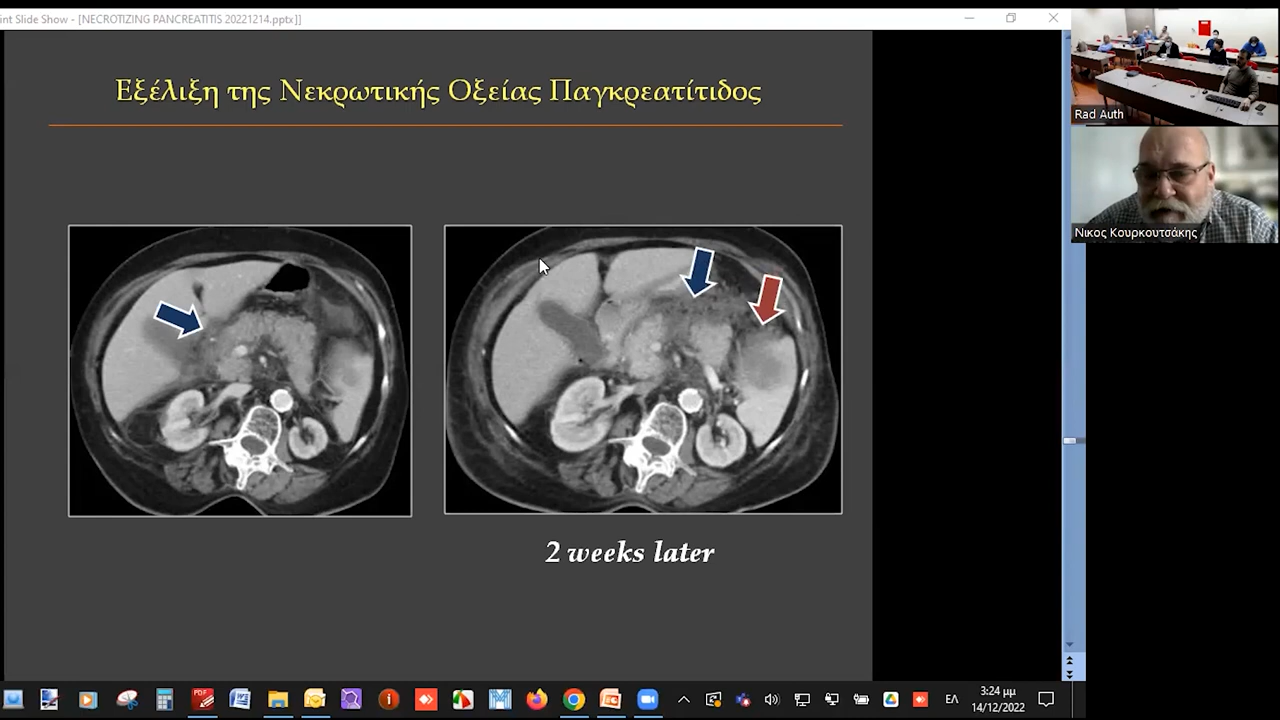 int Slide Show - [NECROTIZING PANCREATITIS 20221214.pptx]]
Εξέλιξη της Νεκρωτικής Οξείας Παγκρεατίτιδος
2 weeks later
Rad Auth
Νικος Κουρκουτσάκης
PDF
ΕΛ
3:24 μμ
14/12/2022